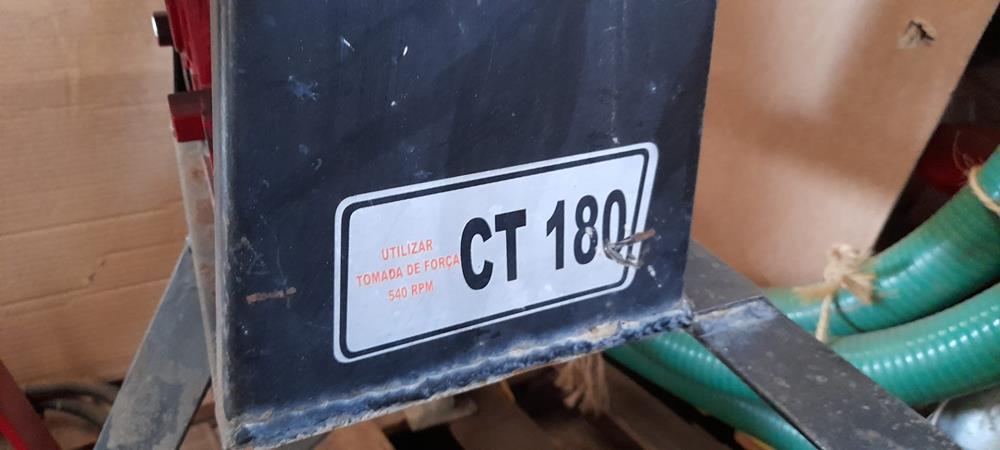 UTILIZAR
TOMADA DE FORÇA
540 RPM
CT 180